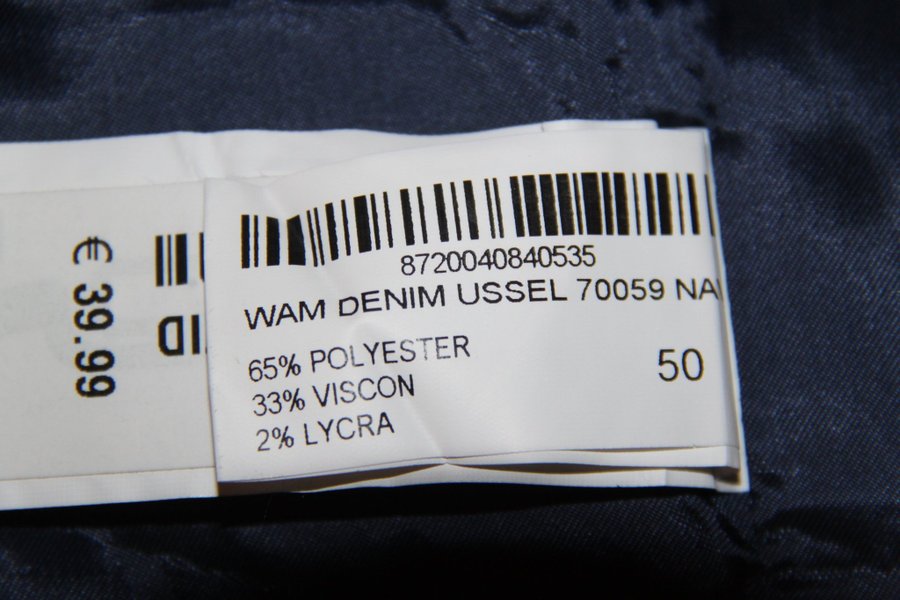 8720040840535
WAM DENIM USSEL 70059 NA
65% POLYESTER
33% VISCON
2% LYCRA
50
€ 39.99